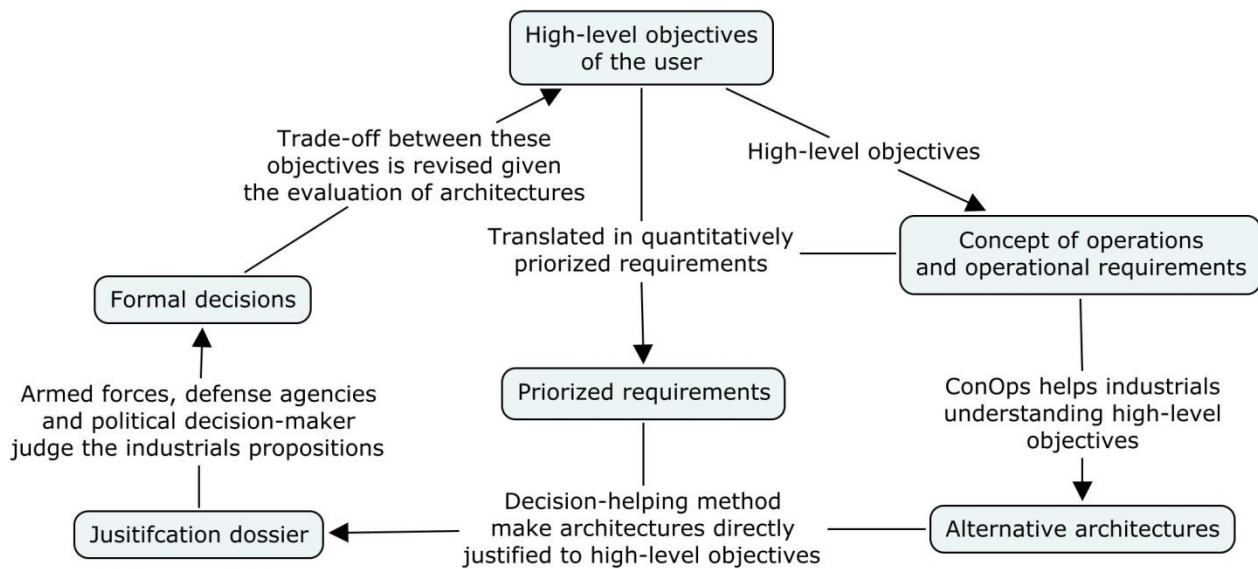 High-level objectives
of the user
Trade-off between these
objectives is revised given
the evaluation of architectures
High-level objectives
Translated in quantitatively
priorized requirements
Concept of operations
and operational requirements
Formal decisions
Priorized requirements
Armed forces, defense agencies
and political decision-maker
judge the industrials propositions
ConOps helps industrials
understanding high-level
objectives
Jusitifcation dossier
Decision-helping method
make architectures directly
justified to high-level objectives
Alternative architectures